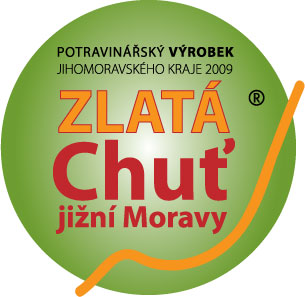 POTRAVINÁŘSKÝ VÝROBEK
JIHOMORAVSKÉHO KRAJE 2009
ZLATÁ ®
Chuť
jižní Moravy